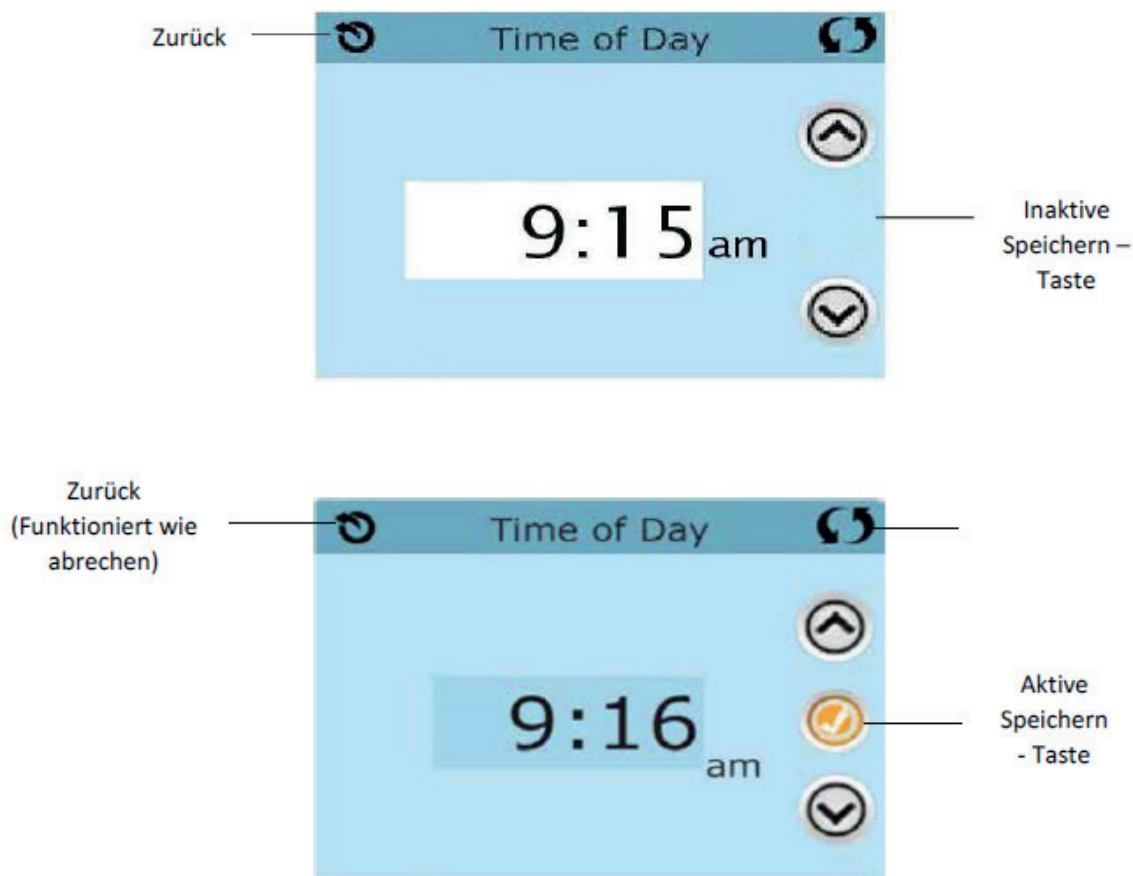 Zurück
Time of Day
9:15 am
Inaktive
Speichern –
Taste
Zurück
(Funktioniert wie
abrechen)
Time of Day
9:16 am
Aktive
Speichern
- Taste